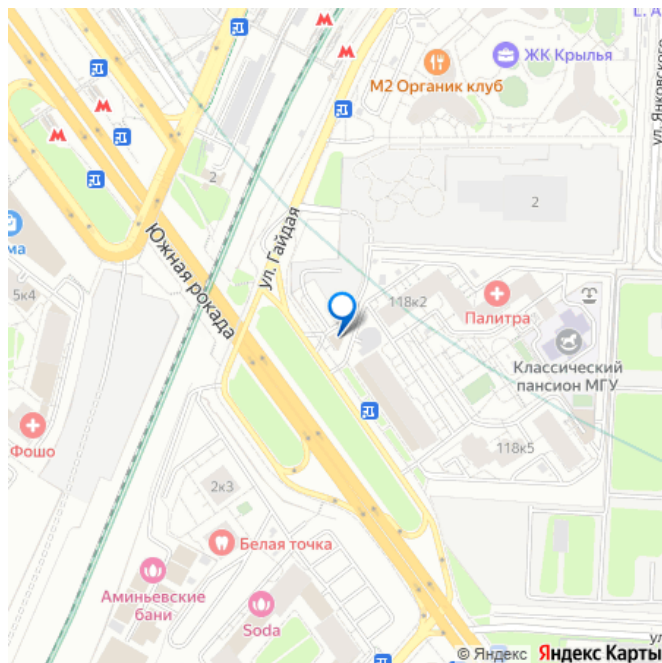 L. A
ЖК Крылья
М2 Органик клуб
ул. Янковского
2
2
ул. Гайдая
Южная рокада
ма
5к4
118к2
Палитра
Классический
пансион МГУ
Фошо
118к5
2к3
Белая точка
Аминьевские
бани
Soda
ул
© Яндекс Яндекс Карты